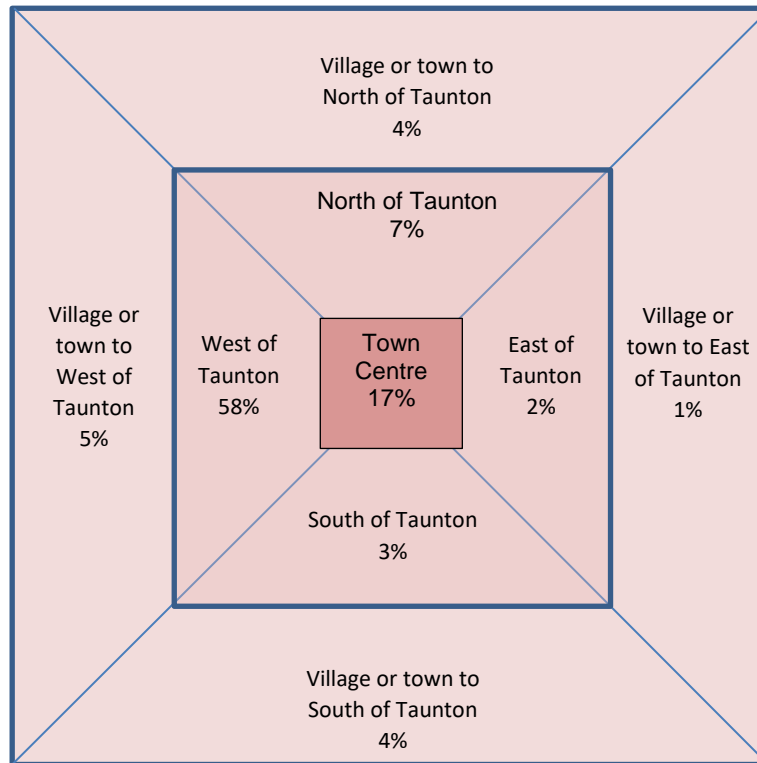 Village or town to
North of Taunton
4%
North of Taunton
7%
Village or
town to
West of
Taunton
5%
West of
Taunton
58%
Town
Centre
17%
East of
Taunton
2%
Village or
town to East
of Taunton
1%
South of Taunton
3%
Village or town to
South of Taunton
4%